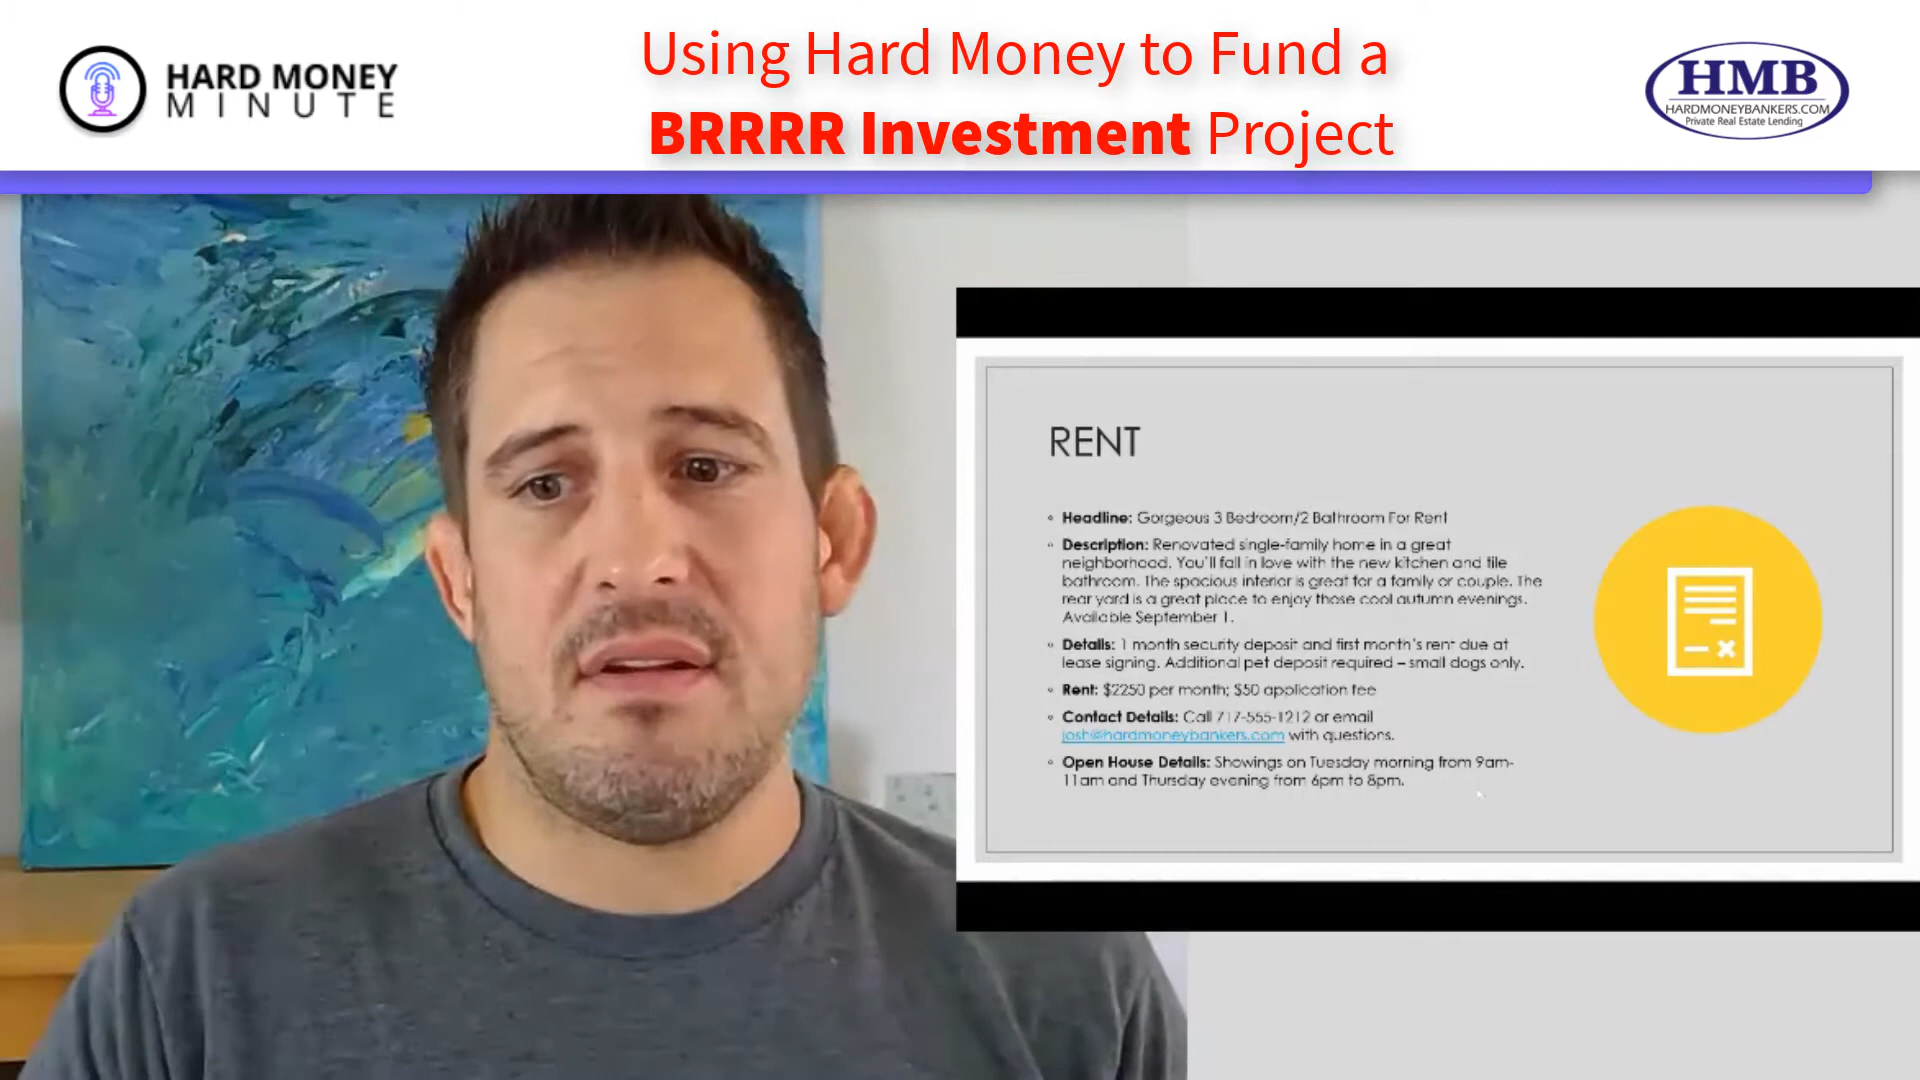 HARD MONEY
MINUTE
Using Hard Money to Fund a
BRRRR Investment Project
HMB
HARDMONEYBANKERS.COM
Private Real Estate Lending
RENT
Headline: Gorgeous 3 Bedroom/2 Bathroom For Rent
Description: Renovated single-family home in a great
neighborhood. You'll fall in love with the new kitchen and tile
bathroom. The spacious interior is great for a family or couple. The
rear yard is a great place to enjoy those cool autumn evenings.
Available September 1.
Details: 1 month security deposit and first month's rent due at
lease signing. Additional pet deposit required – small dogs only.
Rent: $2250 per month; $50 application fee
Contact Details: Call 717-555-1212 or email
josh@hardmoneybankers.com with questions.
Open House Details: Showings on Tuesday morning from 9am-
11am and Thursday evening from 6pm to 8pm.